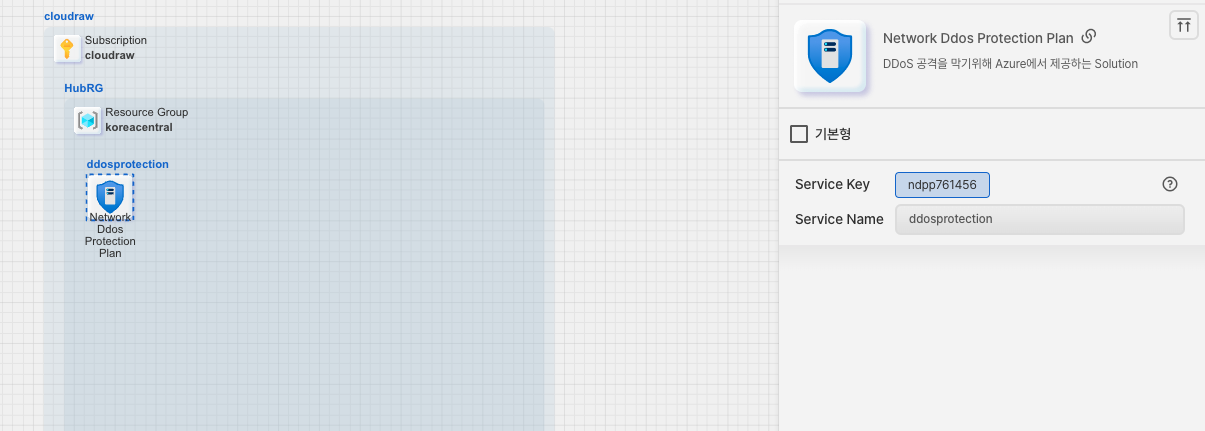 cloudraw
Subscription
cloudraw
HubRG
Resource Group
koreacentral
ddosprotection
Network
Ddos
Protection
Plan
Network Ddos Protection Plan
DDoS 공격을 막기위해 Azure에서 제공하는 Solution
기본형
Service Key
ndpp761456
?
Service Name
ddosprotection